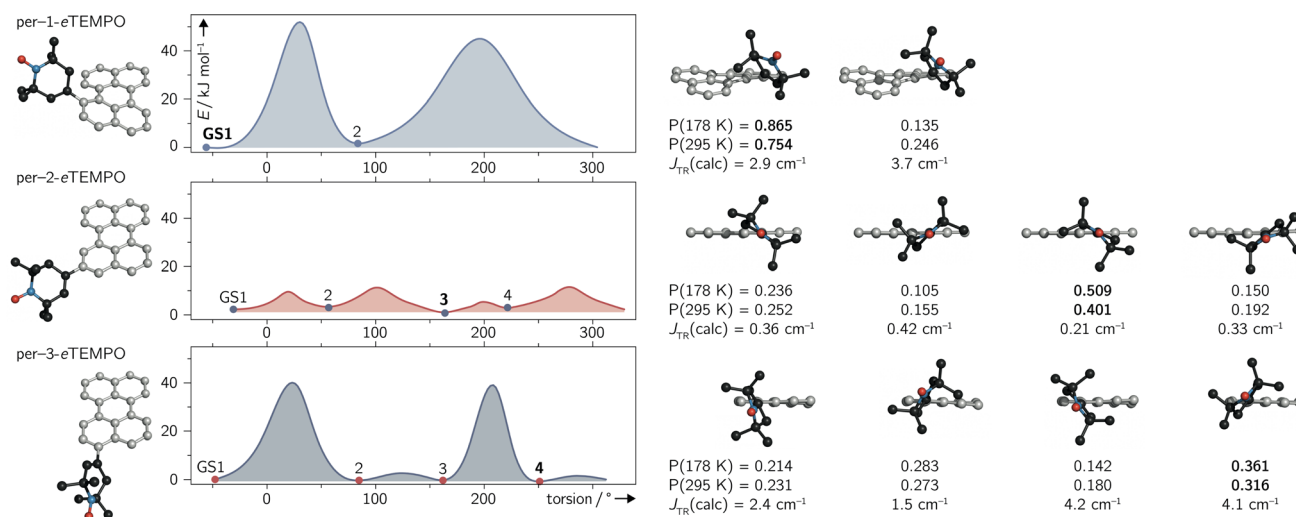 per–1–eTEMPO
E / kJ mol⁻¹
40
20
0
GS1
2
0
100
200
300
P(178 K) = 0.865 0.135
P(295 K) = 0.754 0.246
J_TR(calc) = 2.9 cm⁻¹ 3.7 cm⁻¹
per–2–eTEMPO
40
20
0
GS1
2
3
4
0
100
200
300
P(178 K) = 0.236 0.105 0.509 0.150
P(295 K) = 0.252 0.155 0.401 0.192
J_TR(calc) = 0.36 cm⁻¹ 0.42 cm⁻¹ 0.21 cm⁻¹ 0.33 cm⁻¹
per–3–eTEMPO
40
20
0
GS1
2
3
4
0
100
200
300
torsion / °
P(178 K) = 0.214 0.283 0.142 0.361
P(295 K) = 0.231 0.273 0.180 0.316
J_TR(calc) = 2.4 cm⁻¹ 1.5 cm⁻¹ 4.2 cm⁻¹ 4.1 cm⁻¹